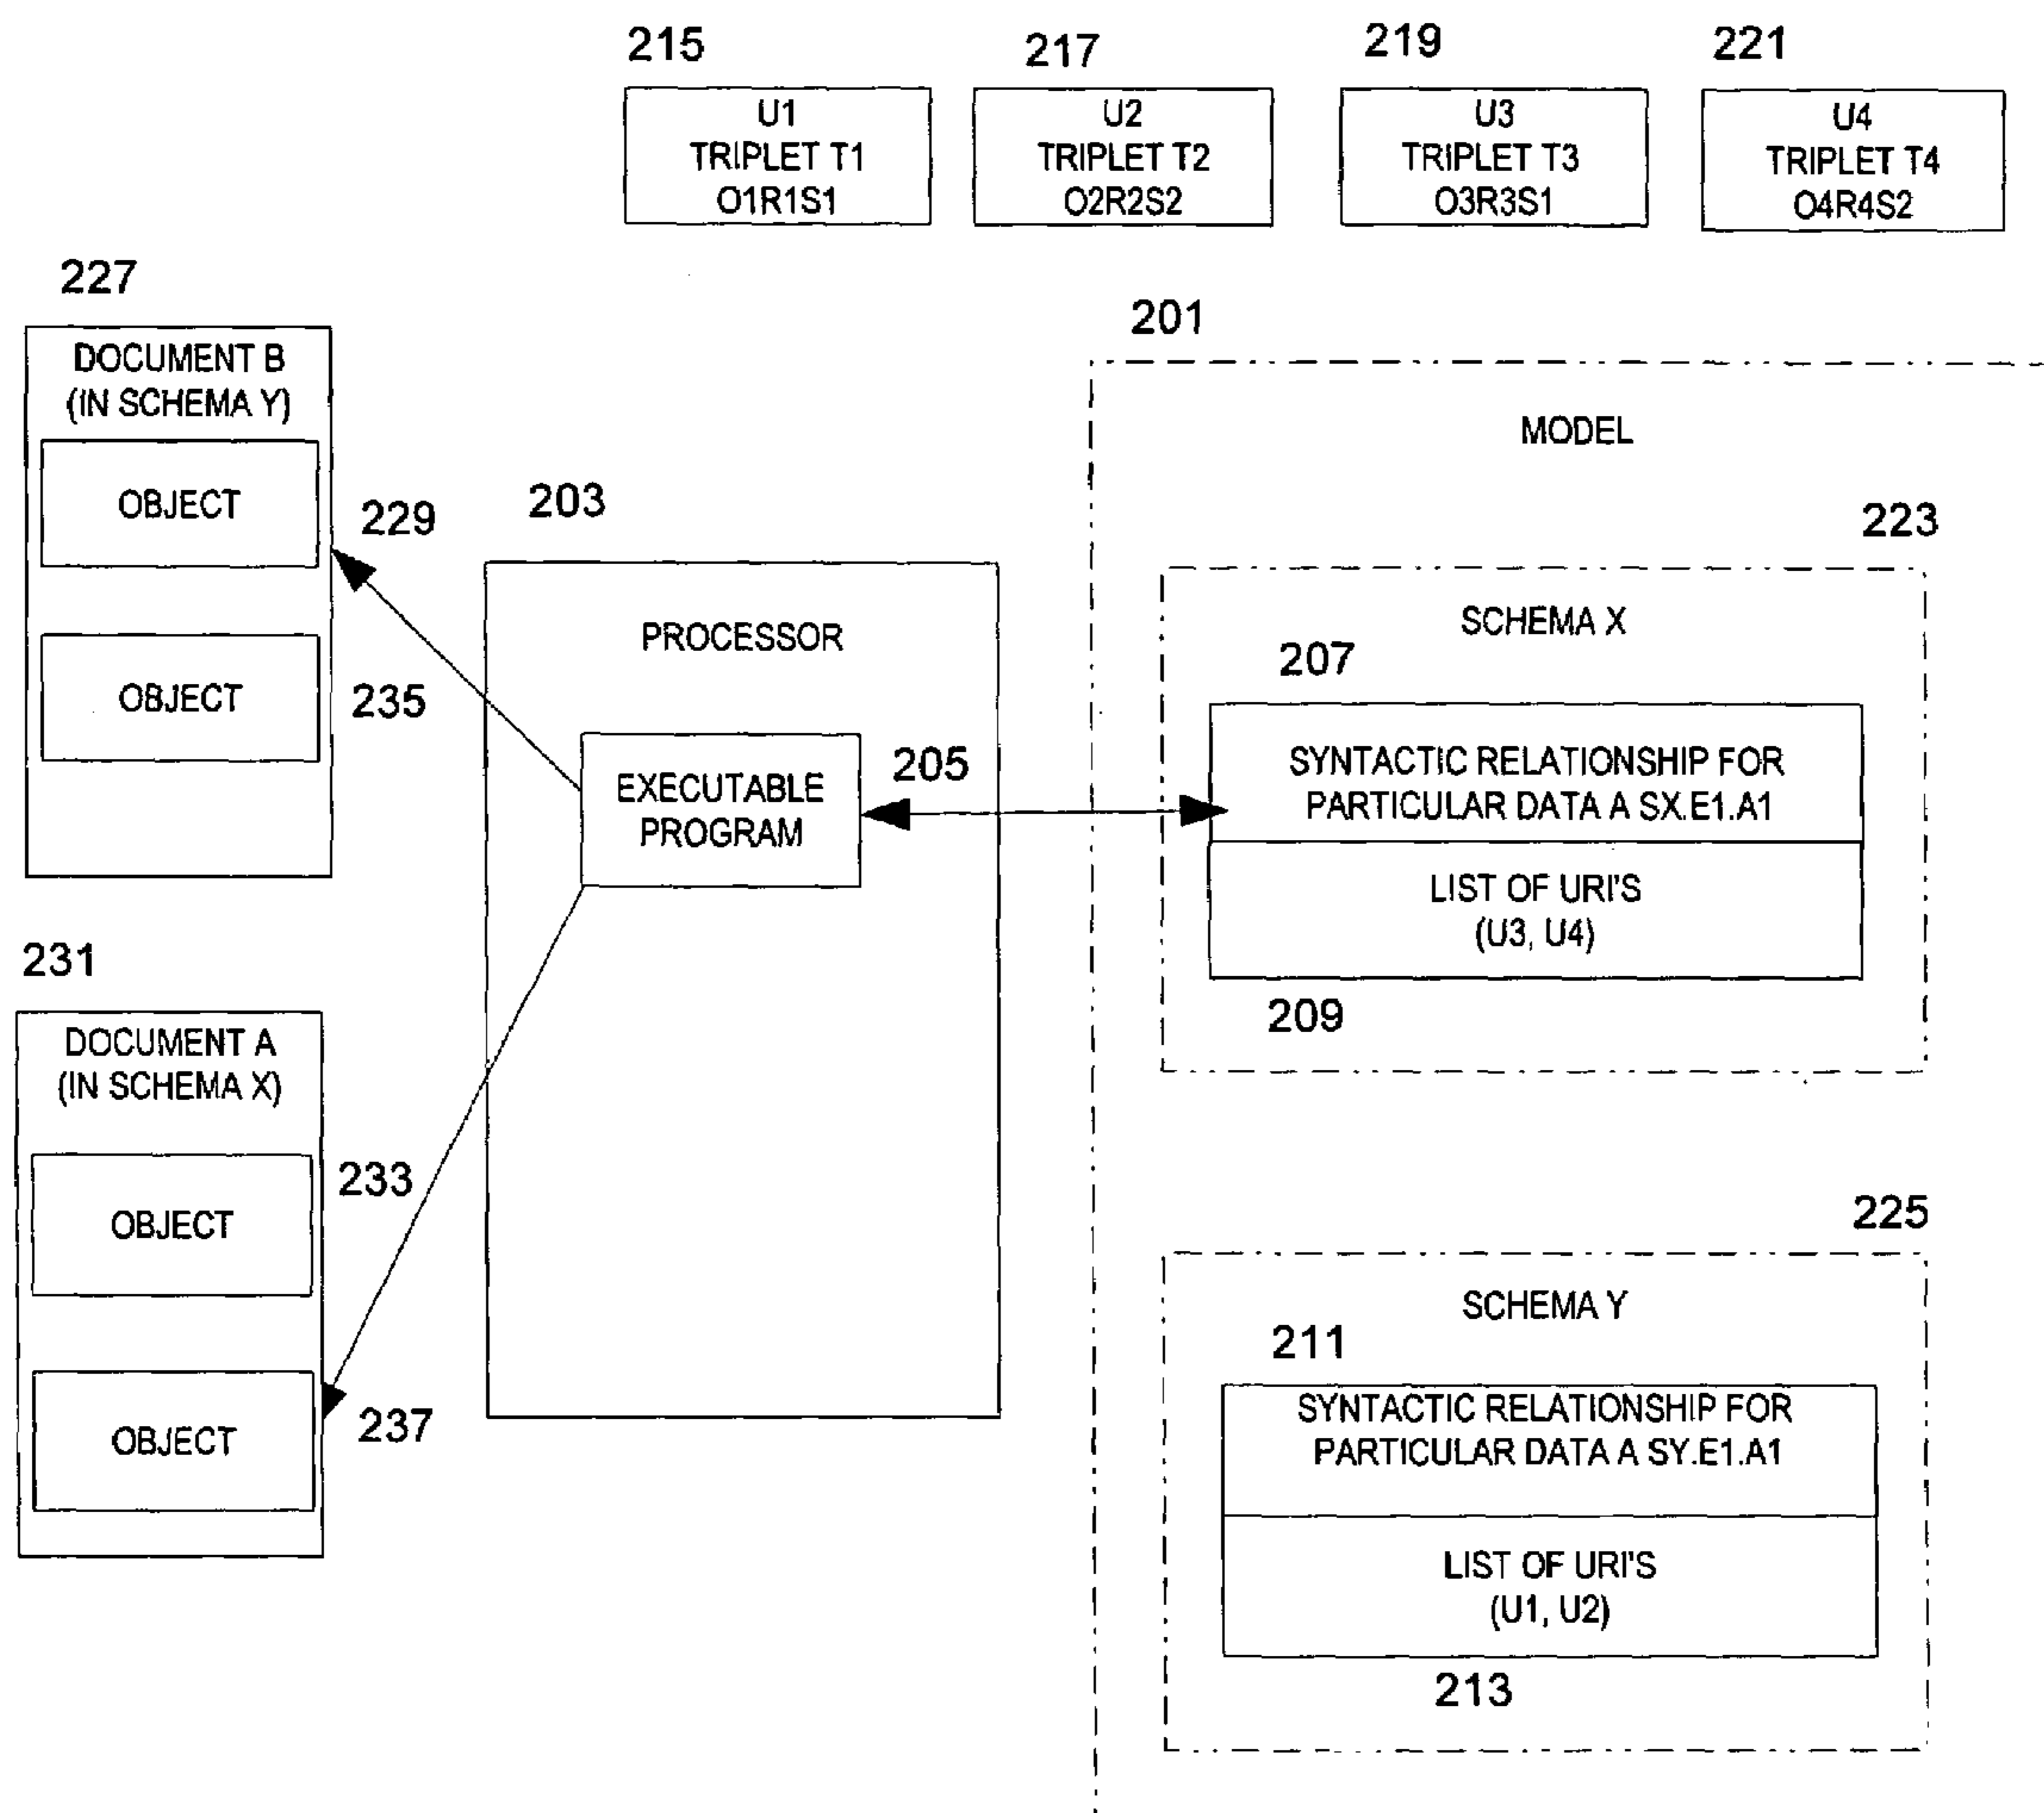 215
217
219
221
U1
TRIPLET T1
O1R1S1
U2
TRIPLET T2
O2R2S2
U3
TRIPLET T3
O3R3S1
U4
TRIPLET T4
O4R4S2
227
DOCUMENT B
(IN SCHEMA Y)
OBJECT
229
OBJECT
235
231
DOCUMENT A
(IN SCHEMA X)
OBJECT
233
OBJECT
237
203
PROCESSOR
EXECUTABLE
PROGRAM
205
201
MODEL
223
SCHEMA X
207
SYNTACTIC RELATIONSHIP FOR
PARTICULAR DATA A SX.E1.A1
LIST OF URI'S
(U3, U4)
209
225
SCHEMA Y
211
SYNTACTIC RELATIONSHIP FOR
PARTICULAR DATA A SY.E1.A1
LIST OF URI'S
(U1, U2)
213